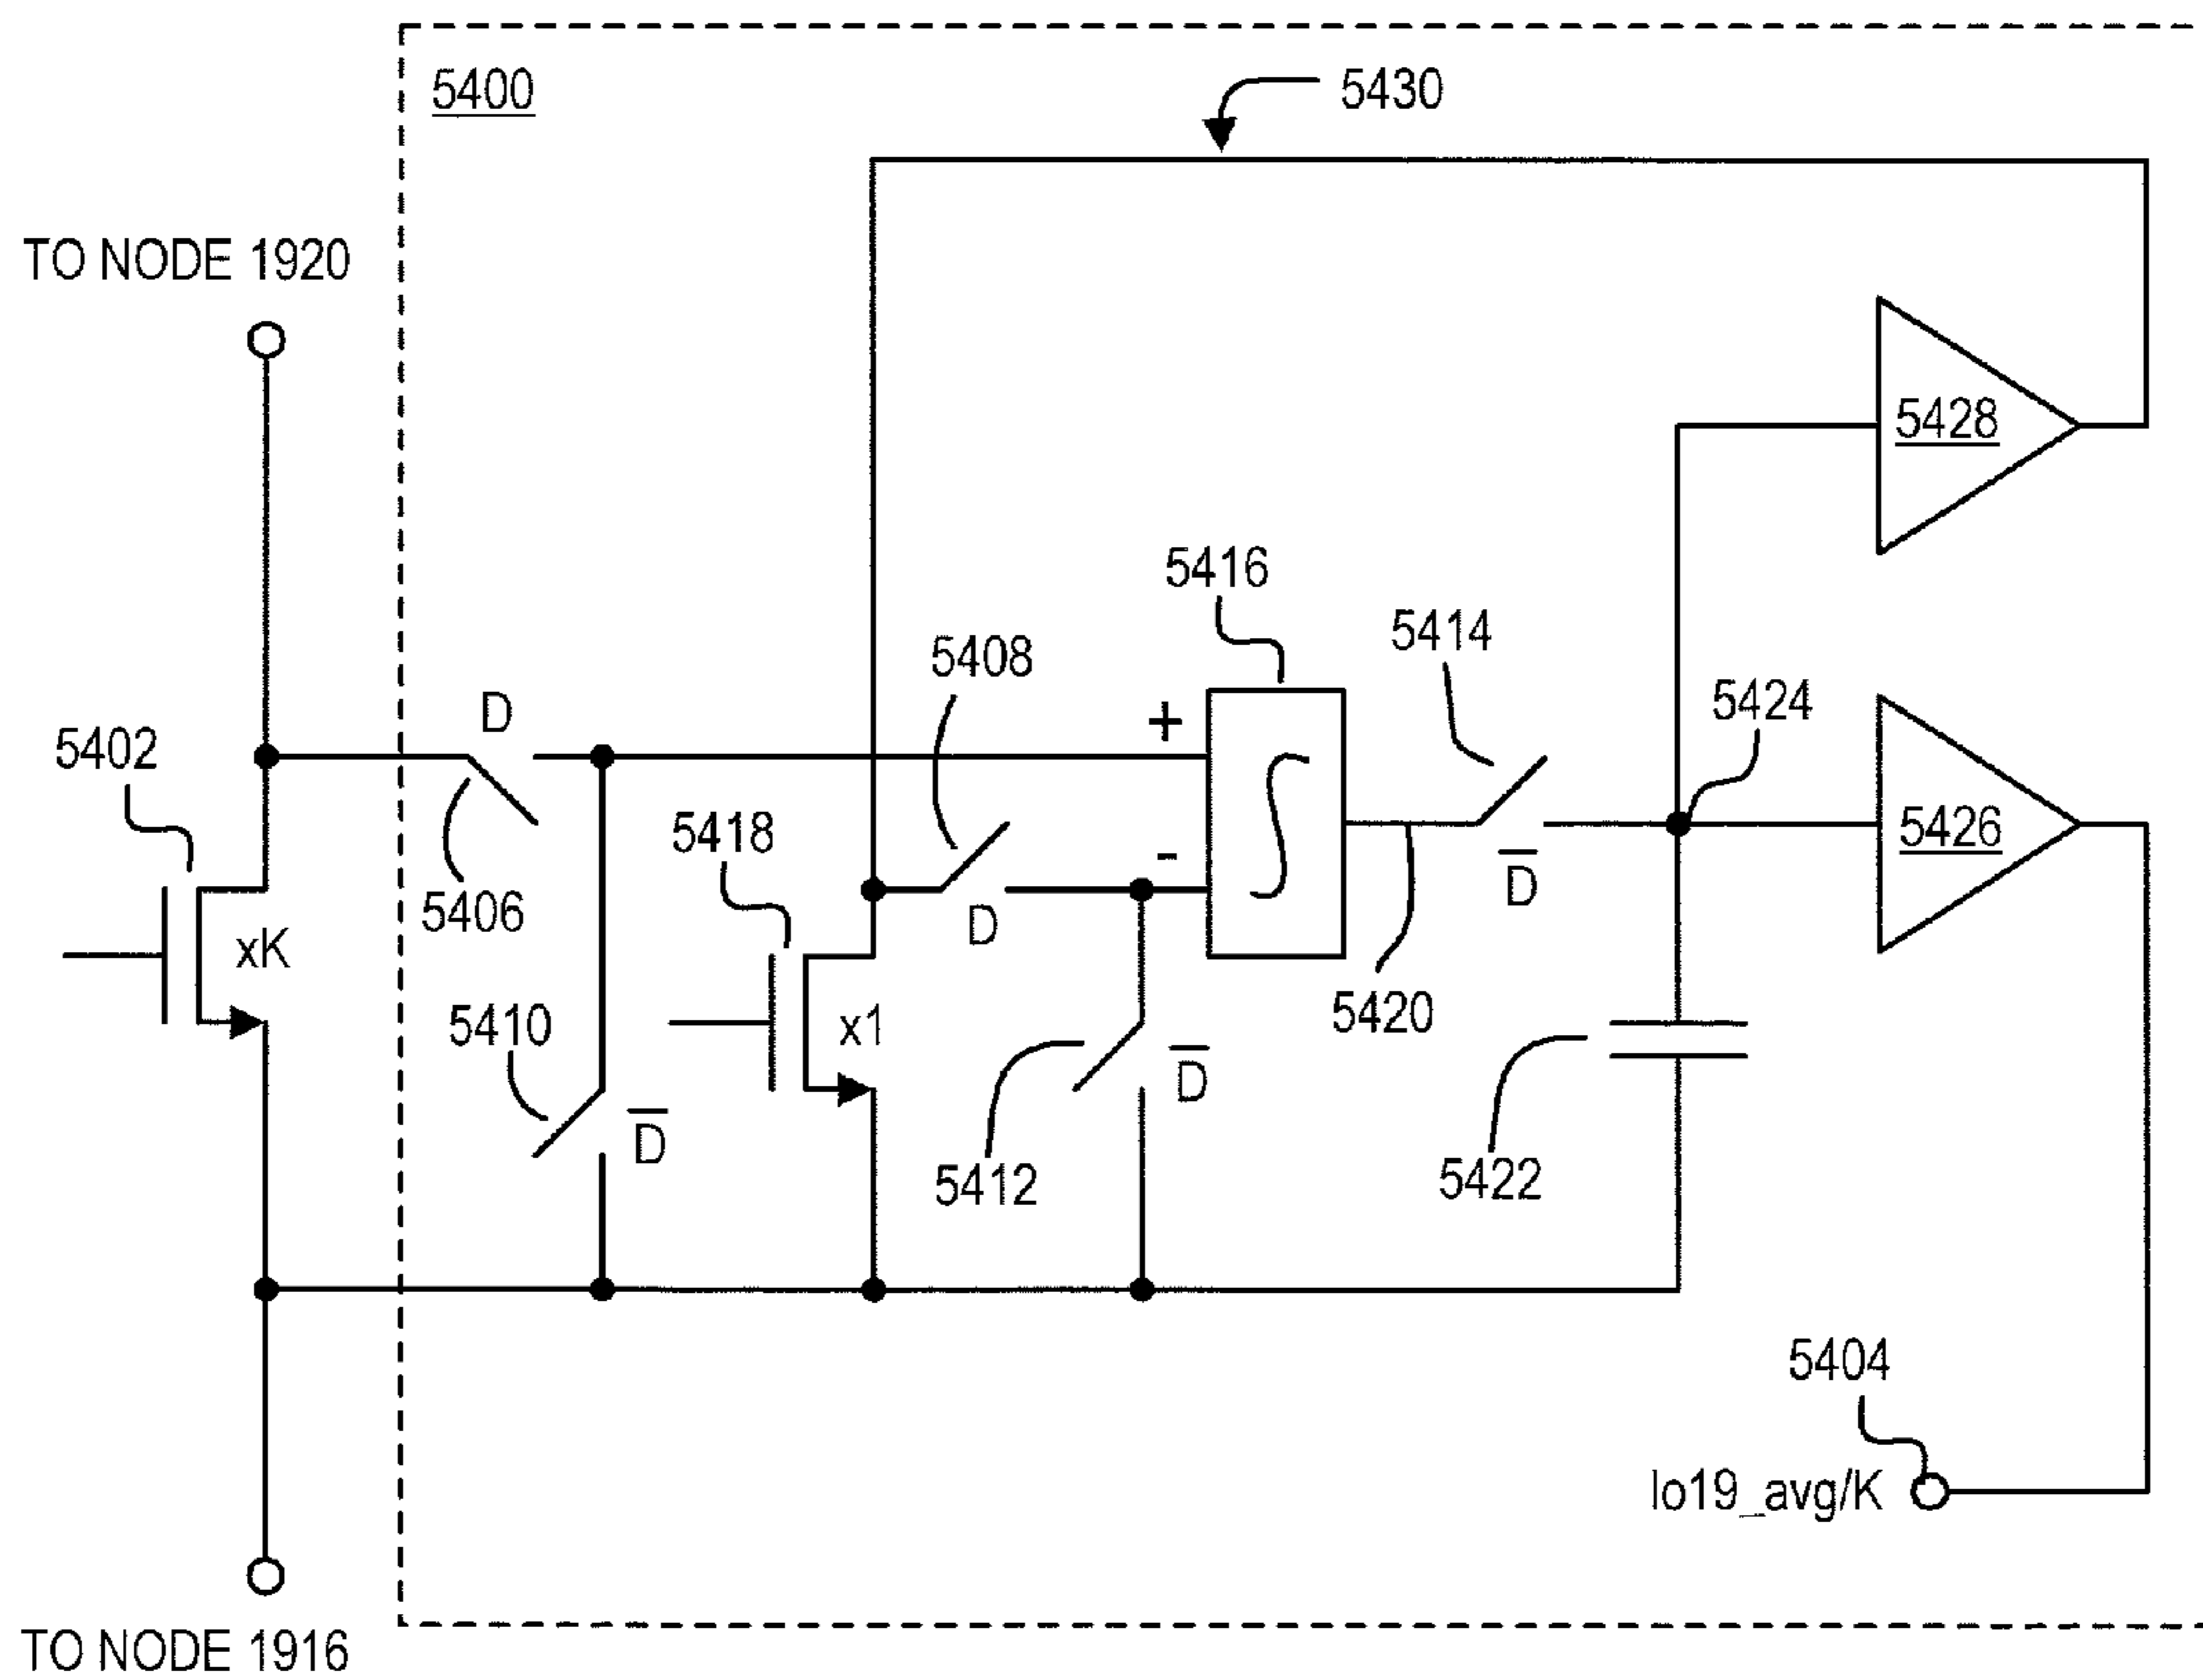 5400
5430
TO NODE 1920
5428
5416
5414
5408
5424
D
+
5402
5418
5426
5406
-
D̅
xK
D
5420
5410
x1
D̅
D̅
5412
5422
5404
Io19_avg/K
TO NODE 1916